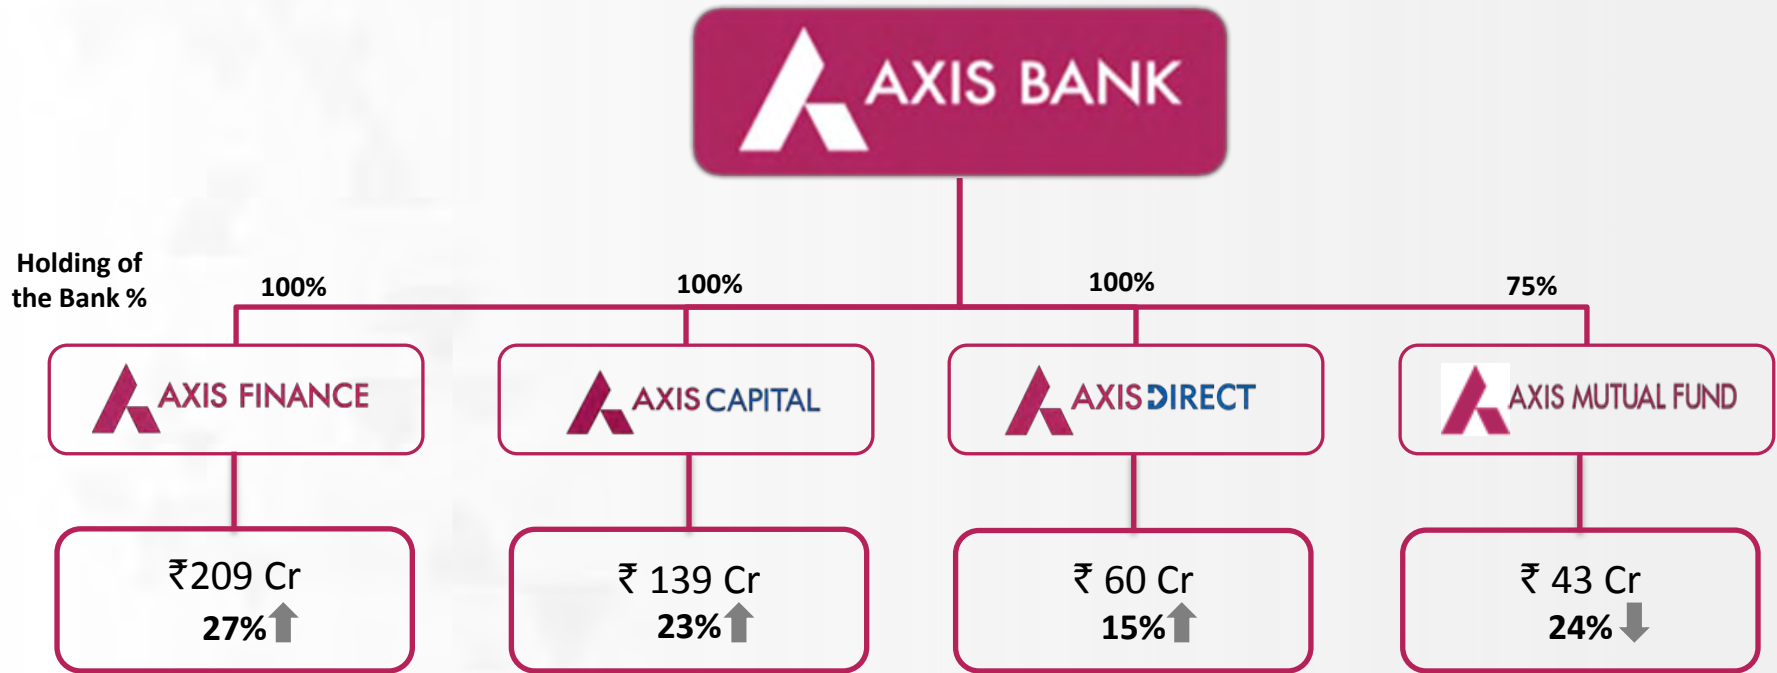 AXIS BANK
Holding of
the Bank %
100%
100%
100%
75%
AXIS FINANCE
AXIS CAPITAL
AXIS DIRECT
AXIS MUTUAL FUND
₹209 Cr
27%
₹ 139 Cr
23%
₹ 60 Cr
15%
₹ 43 Cr
24%